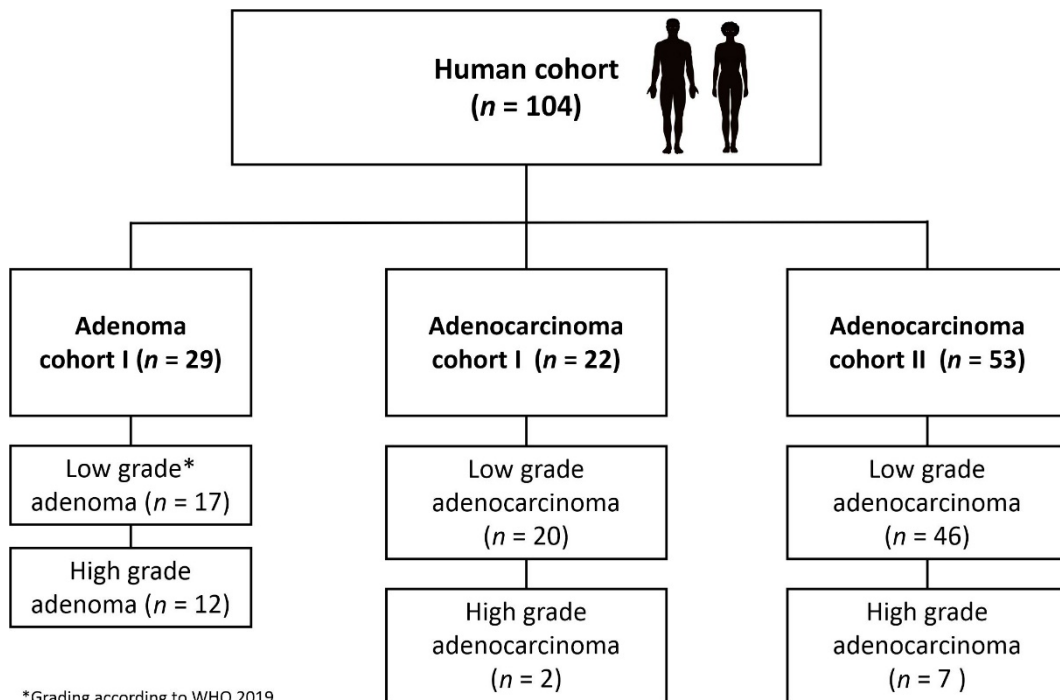 Human cohort
(n = 104)
Adenoma
cohort I (n = 29)
Low grade*
adenoma (n = 17)
High grade
adenoma (n = 12)
Adenocarcinoma
cohort I (n = 22)
Low grade
adenocarcinoma
(n = 20)
High grade
adenocarcinoma
(n = 2)
Adenocarcinoma
cohort II (n = 53)
Low grade
adenocarcinoma
(n = 46)
High grade
adenocarcinoma
(n = 7 )
*Grading according to WHO 2019